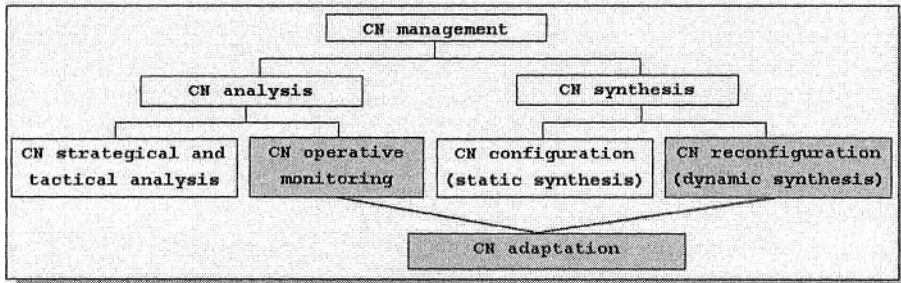 CN management
CN analysis
CN synthesis
CN strategical and
tactical analysis
CN operative
monitoring
CN configuration
(static synthesis)
CN reconfiguration
(dynamic synthesis)
CN adaptation